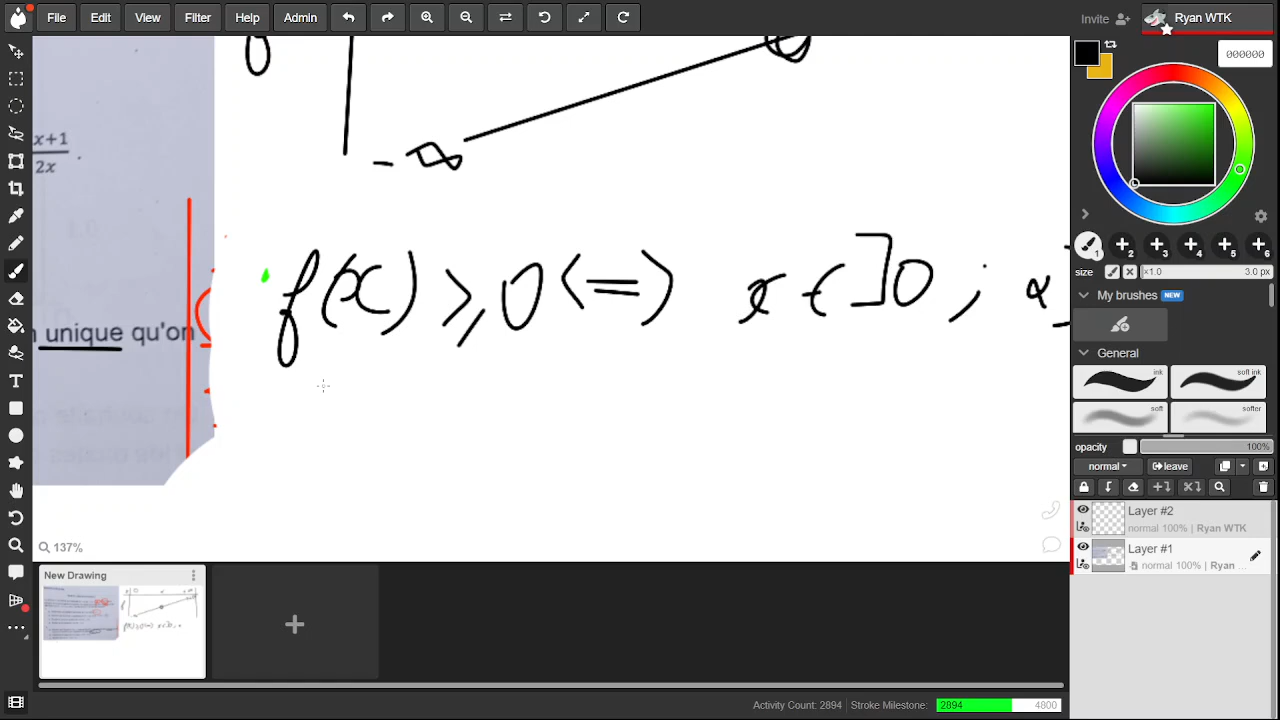 File Edit View Filter Help Admin
Invite Ryan WTK
000000
0
x+1
2x
- ∞
f(x) ⩾ 0 <=> x ∈ ]0 ; α]
unique qu'on
size x1.0 3.0 px
My brushes NEW
General
ink soft ink
soft softer
opacity 100%
normal leave
Layer #2
normal 100% | Ryan WTK
Layer #1
normal 100% | Ryan ...
137%
New Drawing
Activity Count: 2894 Stroke Milestone: 2894 4800